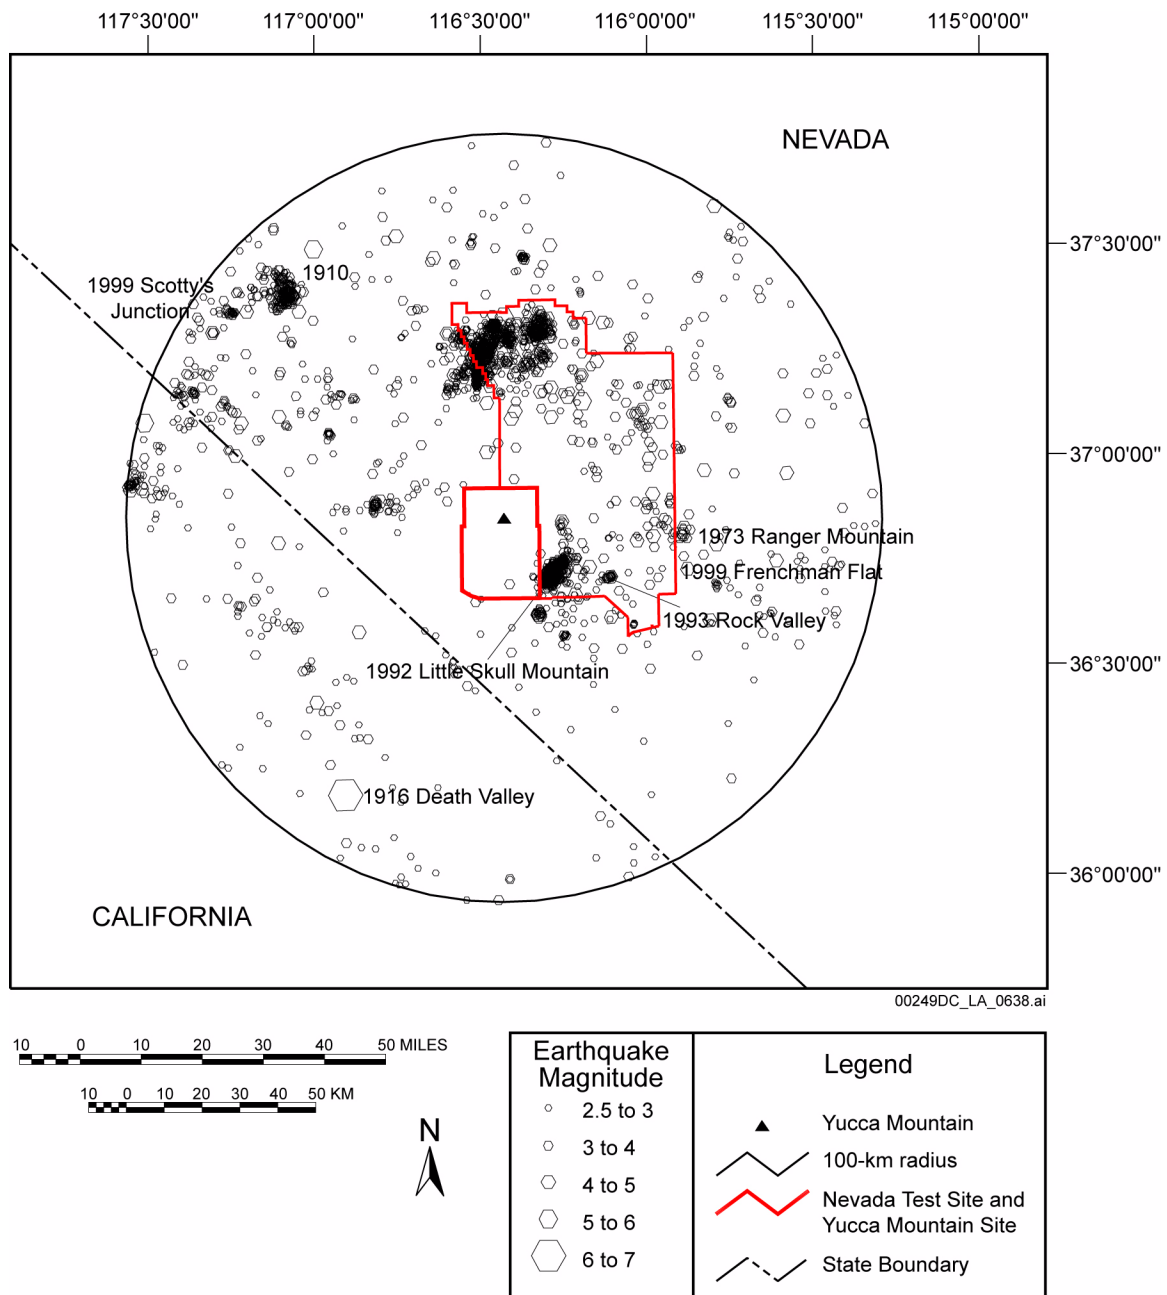 117°30'00" 117°00'00" 116°30'00" 116°00'00" 115°30'00" 115°00'00"
NEVADA
37°30'00"
1910
1999 Scotty's
Junction
37°00'00"
1973 Ranger Mountain
1999 Frenchman Flat
1993 Rock Valley
36°30'00"
1992 Little Skull Mountain
1916 Death Valley
36°00'00"
CALIFORNIA
00249DC_LA_0638.ai
10 0 10 20 30 40 50 MILES
10 0 10 20 30 40 50 KM
N
Earthquake
Magnitude
2.5 to 3
3 to 4
4 to 5
5 to 6
6 to 7
Legend
Yucca Mountain
100-km radius
Nevada Test Site and
Yucca Mountain Site
State Boundary